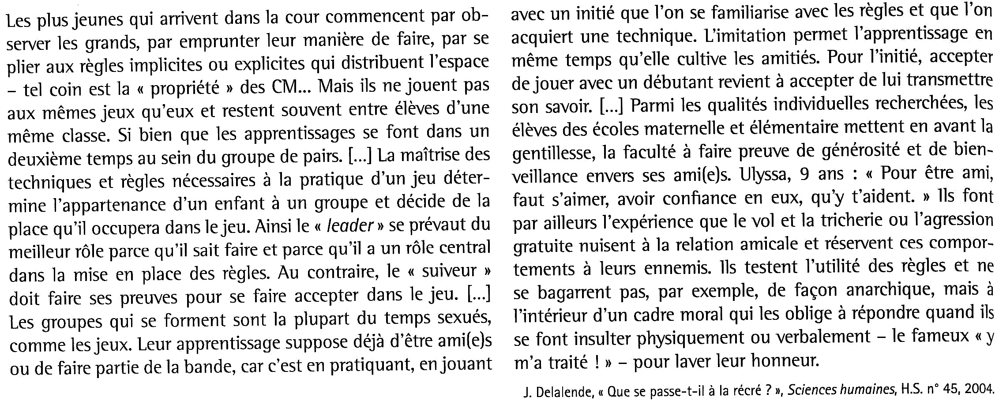 Les plus jeunes qui arrivent dans la cour commencent par ob-
server les grands, par emprunter leur manière de faire, par se
plier aux règles implicites ou explicites qui distribuent l'espace
– tel coin est la « propriété » des CM... Mais ils ne jouent pas
aux mêmes jeux qu'eux et restent souvent entre élèves d'une
même classe. Si bien que les apprentissages se font dans un
deuxième temps au sein du groupe de pairs. [...] La maîtrise des
techniques et règles nécessaires à la pratique d'un jeu déter-
mine l'appartenance d'un enfant à un groupe et décide de la
place qu'il occupera dans le jeu. Ainsi le « leader » se prévaut du
meilleur rôle parce qu'il sait faire et parce qu'il a un rôle central
dans la mise en place des règles. Au contraire, le « suiveur »
doit faire ses preuves pour se faire accepter dans le jeu. [...]
Les groupes qui se forment sont la plupart du temps sexués,
comme les jeux. Leur apprentissage suppose déjà d'être ami(e)s
ou de faire partie de la bande, car c'est en pratiquant, en jouant
avec un initié que l'on se familiarise avec les règles et que l'on
acquiert une technique. L'imitation permet l'apprentissage en
même temps qu'elle cultive les amitiés. Pour l'initié, accepter
de jouer avec un débutant revient à accepter de lui transmettre
son savoir. [...] Parmi les qualités individuelles recherchées, les
élèves des écoles maternelle et élémentaire mettent en avant la
gentillesse, la faculté à faire preuve de générosité et de bien-
veillance envers ses ami(e)s. Ulyssa, 9 ans : « Pour être ami,
faut s'aimer, avoir confiance en eux, qu'y t'aident. » Ils font
par ailleurs l'expérience que le vol et la tricherie ou l'agression
gratuite nuisent à la relation amicale et réservent ces compor-
tements à leurs ennemis. Ils testent l'utilité des règles et ne
se bagarrent pas, par exemple, de façon anarchique, mais à
l'intérieur d'un cadre moral qui les oblige à répondre quand ils
se font insulter physiquement ou verbalement – le fameux « y
m'a traité ! » – pour laver leur honneur.
J. Delalende, « Que se passe-t-il à la récré ? », Sciences humaines, H.S. n° 45, 2004.